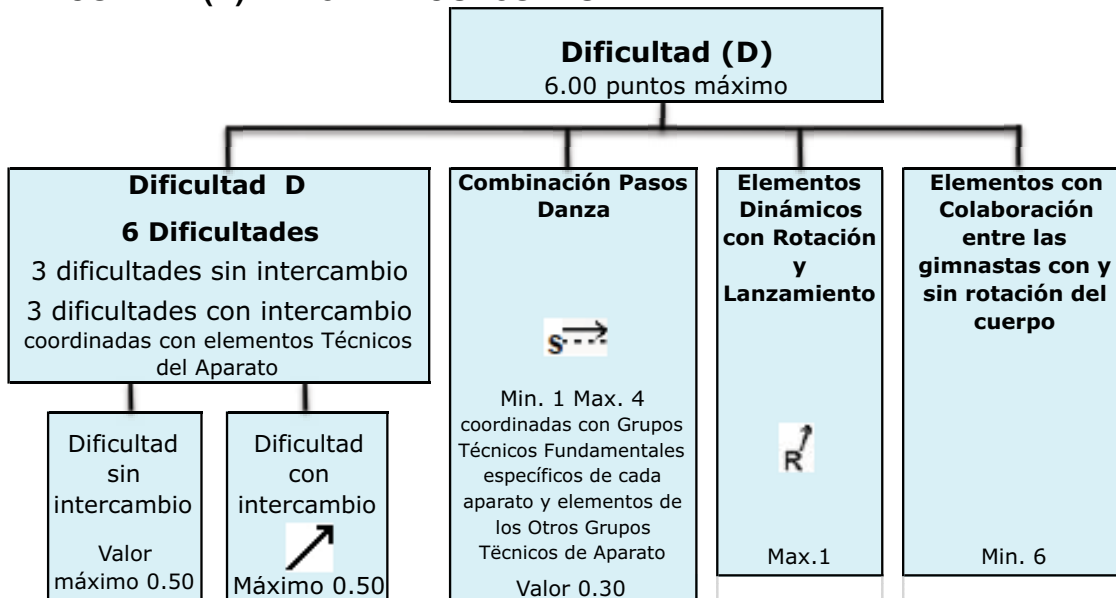 Dificultad (D)
6.00 puntos máximo
Dificultad D
6 Dificultades
3 dificultades sin intercambio
3 dificultades con intercambio
coordinadas con elementos Técnicos
del Aparato
Dificultad
sin
intercambio
Valor
máximo 0.50
Dificultad
con
intercambio
Máximo 0.50
Combinación Pasos
Danza
S
Min. 1 Max. 4
coordinadas con Grupos
Técnicos Fundamentales
específicos de cada
aparato y elementos de
los Otros Grupos
Tëcnicos de Aparato
Valor 0.30
Elementos
Dinámicos
con Rotación
y
Lanzamiento
R
Max.1
Elementos con
Colaboración
entre las
gimnastas con y
sin rotación del
cuerpo
Min. 6